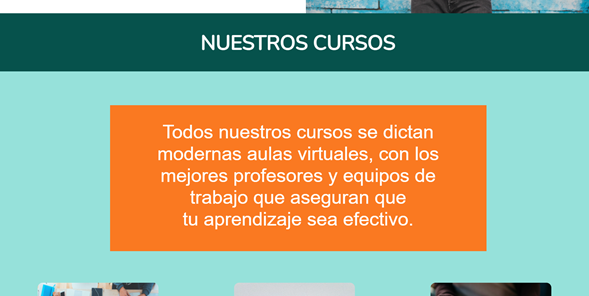 NUESTROS CURSOS
Todos nuestros cursos se dictan
modernas aulas virtuales, con los
mejores profesores y equipos de
trabajo que aseguran que
tu aprendizaje sea efectivo.